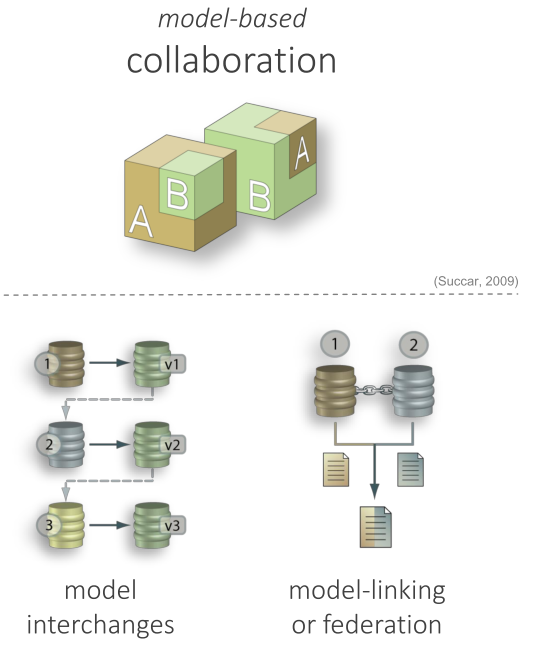 model-based
collaboration
A
B
B
A
(Succar, 2009)
1
v1
2
v2
3
v3
1
2
model
interchanges
model-linking
or federation